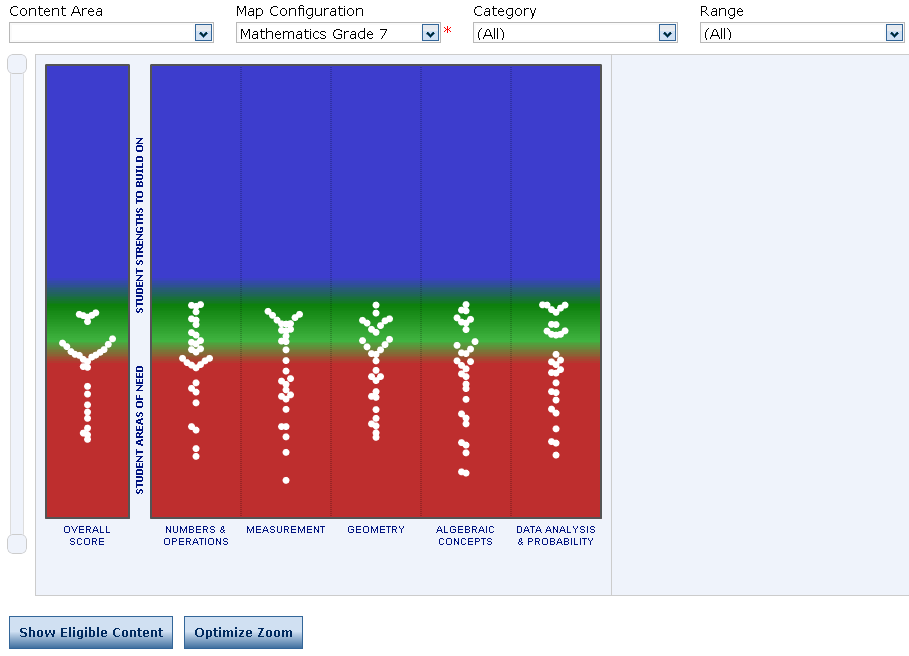 Content Area
Map Configuration
Category
Range
Mathematics Grade 7
*
(All)
(All)
STUDENT STRENGTHS TO BUILD ON
STUDENT AREAS OF NEED
OVERALL
SCORE
NUMBERS &
OPERATIONS
MEASUREMENT
GEOMETRY
ALGEBRAIC
CONCEPTS
DATA ANALYSIS
& PROBABILITY
Show Eligible Content
Optimize Zoom